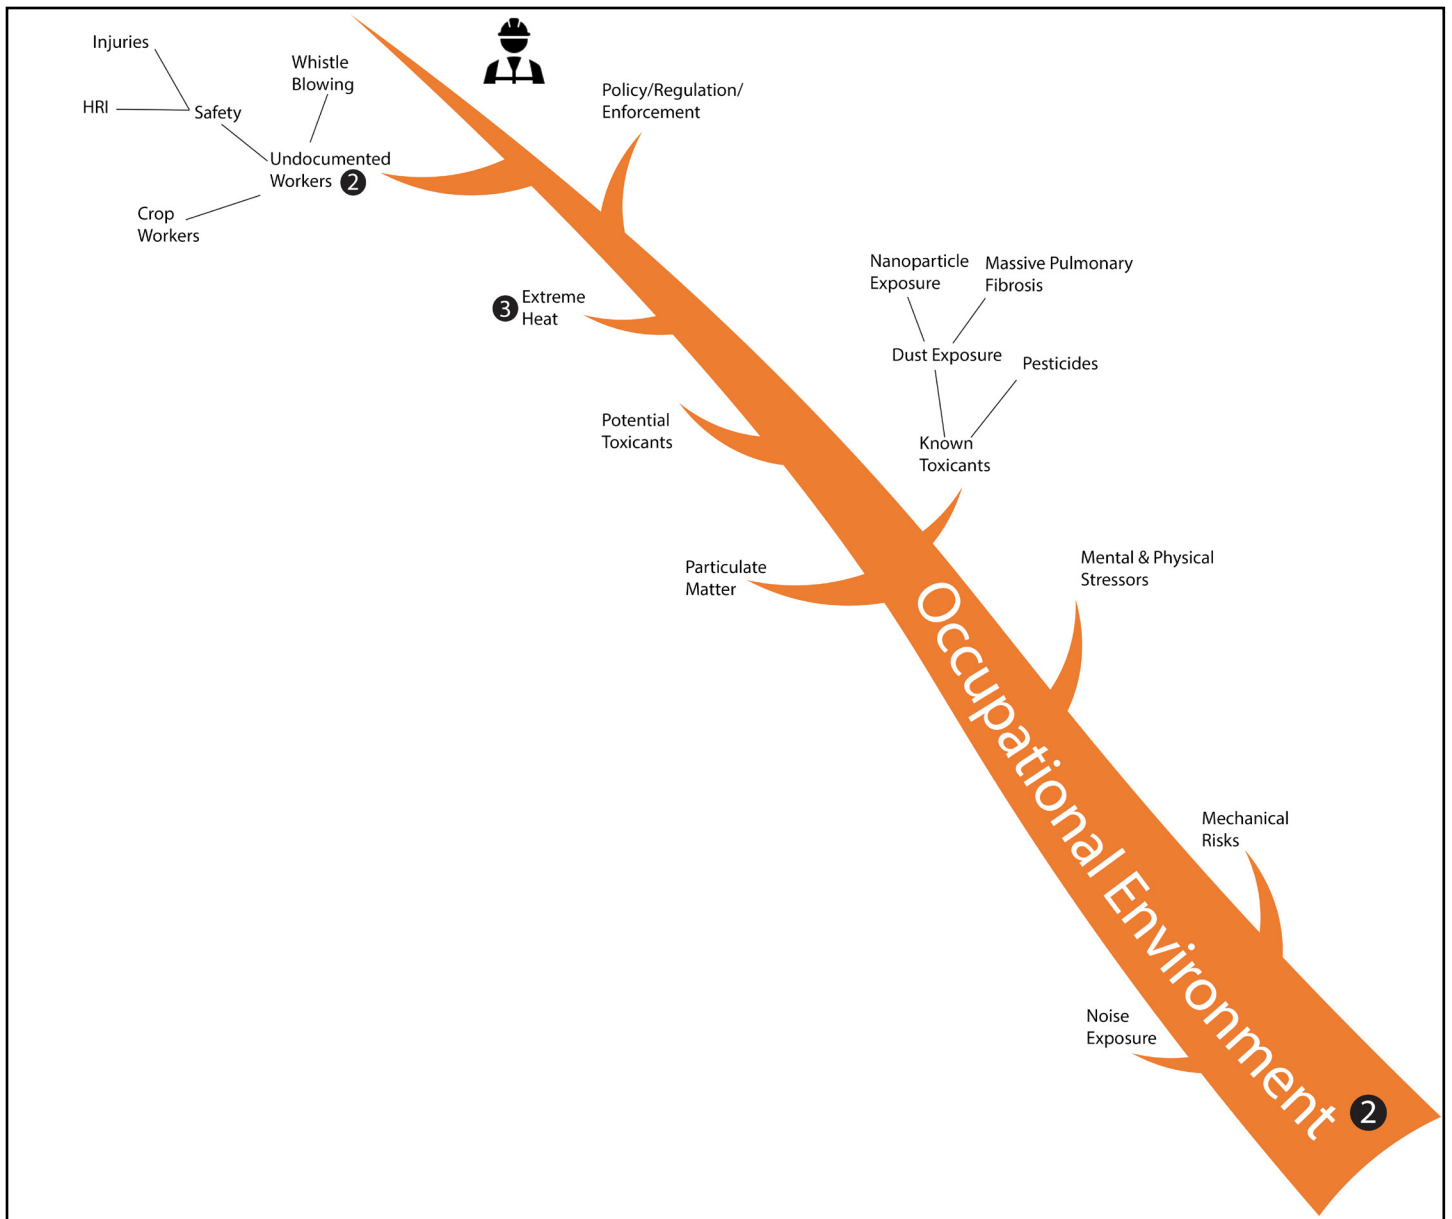 Injuries
HRI
Safety
Whistle
Blowing
Undocumented
Workers 2
Crop
Workers
Policy/Regulation/
Enforcement
3 Extreme
Heat
Potential
Toxicants
Nanoparticle
Exposure
Massive Pulmonary
Fibrosis
Dust Exposure
Pesticides
Known
Toxicants
Particulate
Matter
Mental & Physical
Stressors
Mechanical
Risks
Noise
Exposure
Occupational Environment 2